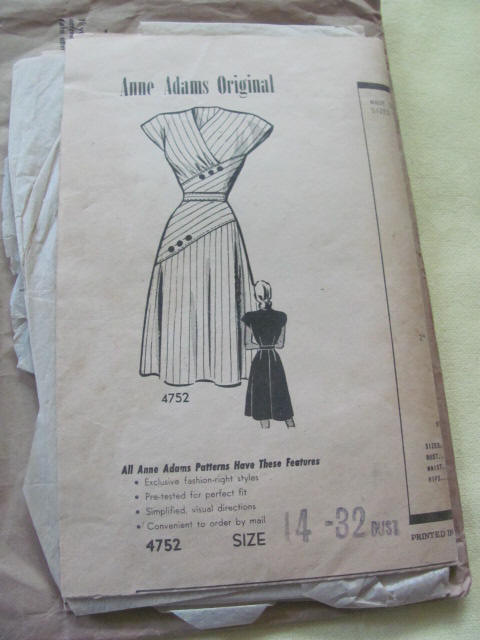 Anne Adams Original
4752
All Anne Adams Patterns Have These Features
• Exclusive fashion-right styles
• Pre-tested for perfect fit
• Simplified, visual directions
• Convenient to order by mail
4752 SIZE 14 -32 BUST
SIZES
BUST..
WAIST.
HIPS..
PRINTED IN